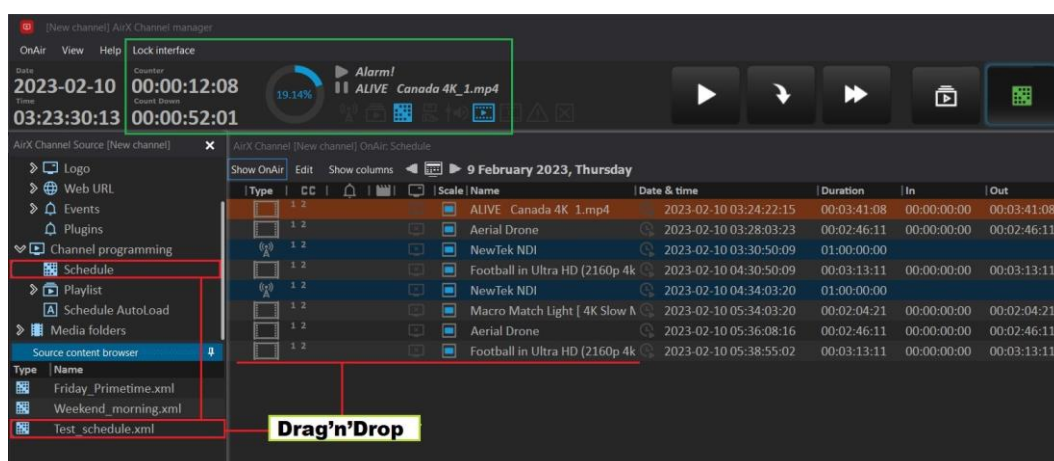 [New channel] AirX Channel manager
OnAir View Help Lock interface
Date
2023-02-10
Time
03:23:30:13
Counter
00:00:12:08
Count Down
00:00:52:01
19.14%
Alarm!
ALIVE Canada 4K_1.mp4
AirX Channel Source [New channel]
Logo
Web URL
Events
Plugins
Channel programming
Schedule
Playlist
Schedule AutoLoad
Media folders
Source content browser
Type Name
Friday_Primetime.xml
Weekend_morning.xml
Test_schedule.xml
AirX Channel [New channel] OnAir: Schedule
Show OnAir Edit Show columns 9 February 2023, Thursday
Type CC Scale Name Date & time Duration In Out
1 2 ALIVE Canada 4K 1.mp4 2023-02-10 03:24:22:15 00:03:41:08 00:00:00:00 00:03:41:08
1 2 Aerial Drone 2023-02-10 03:28:03:23 00:02:46:11 00:00:00:00 00:02:46:11
1 2 NewTek NDI 2023-02-10 03:30:50:09 01:00:00:00
1 2 Football in Ultra HD (2160p 4k 2023-02-10 04:30:50:09 00:03:13:11 00:00:00:00 00:03:13:11
1 2 NewTek NDI 2023-02-10 04:34:03:20 01:00:00:00
1 2 Macro Match Light [ 4K Slow 2023-02-10 05:34:03:20 00:02:04:21 00:00:00:00 00:02:04:21
1 2 Aerial Drone 2023-02-10 05:36:08:16 00:02:46:11 00:00:00:00 00:02:46:11
1 2 Football in Ultra HD (2160p 4k 2023-02-10 05:38:55:02 00:03:13:11 00:00:00:00 00:03:13:11
Drag'n'Drop